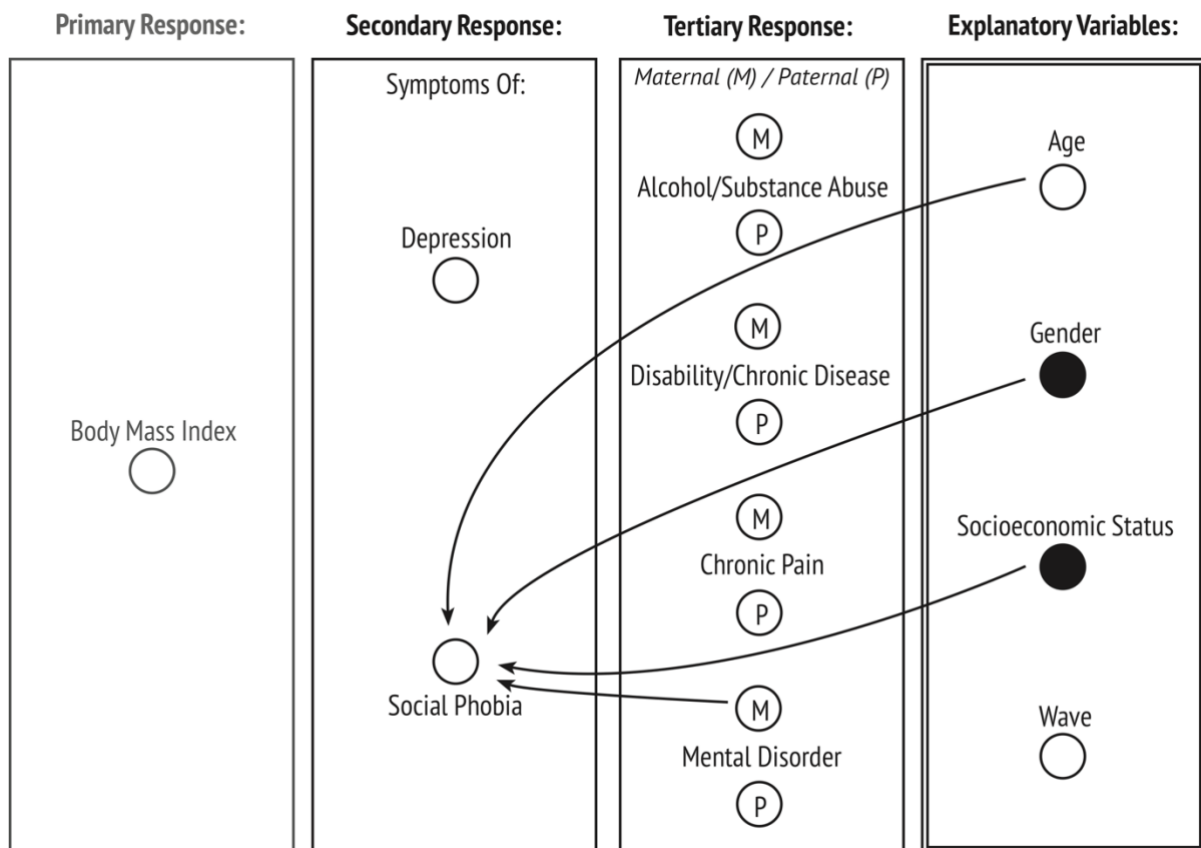 Primary Response:
Body Mass Index
Secondary Response:
Symptoms Of:
Depression
Social Phobia
Tertiary Response:
Maternal (M) / Paternal (P)
M
Alcohol/Substance Abuse
P
M
Disability/Chronic Disease
P
M
Chronic Pain
P
M
Mental Disorder
P
Explanatory Variables:
Age
Gender
Socioeconomic Status
Wave